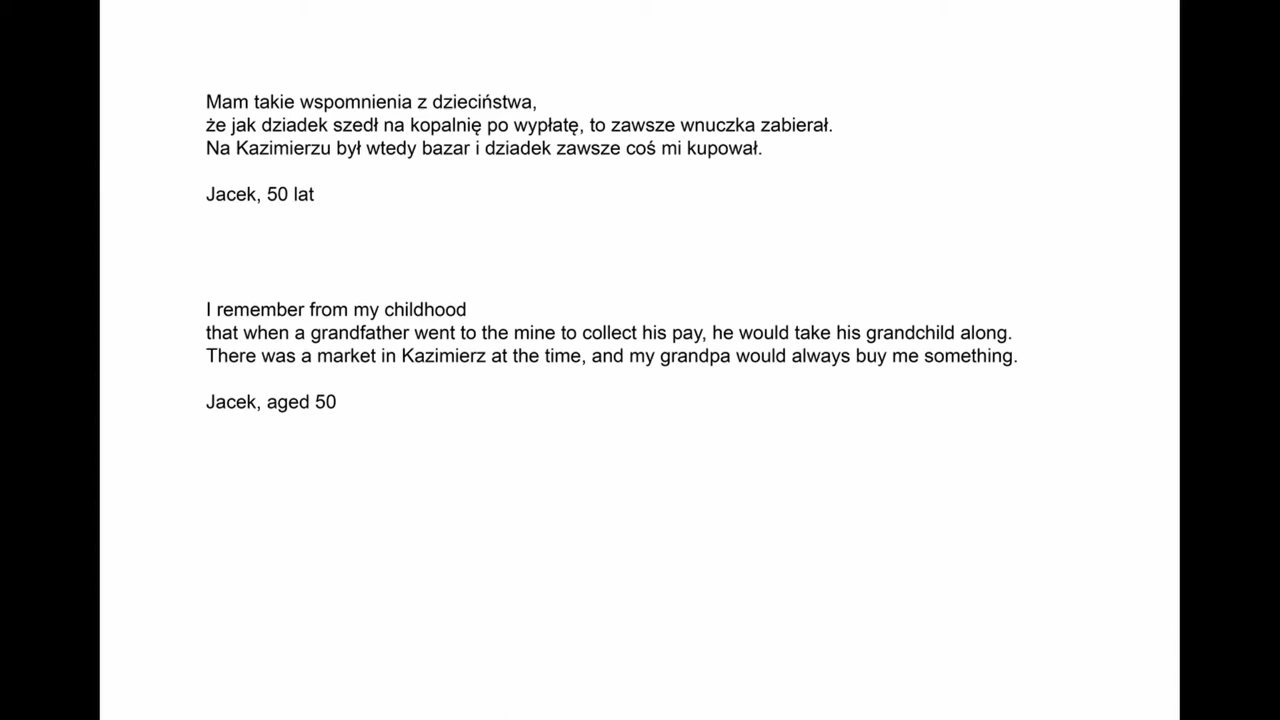 Mam takie wspomnienia z dzieciństwa,
że jak dziadek szedł na kopalnię po wypłatę, to zawsze wnuczka zabierał.
Na Kazimierzu był wtedy bazar i dziadek zawsze coś mi kupował.
Jacek, 50 lat
I remember from my childhood
that when a grandfather went to the mine to collect his pay, he would take his grandchild along.
There was a market in Kazimierz at the time, and my grandpa would always buy me something.
Jacek, aged 50